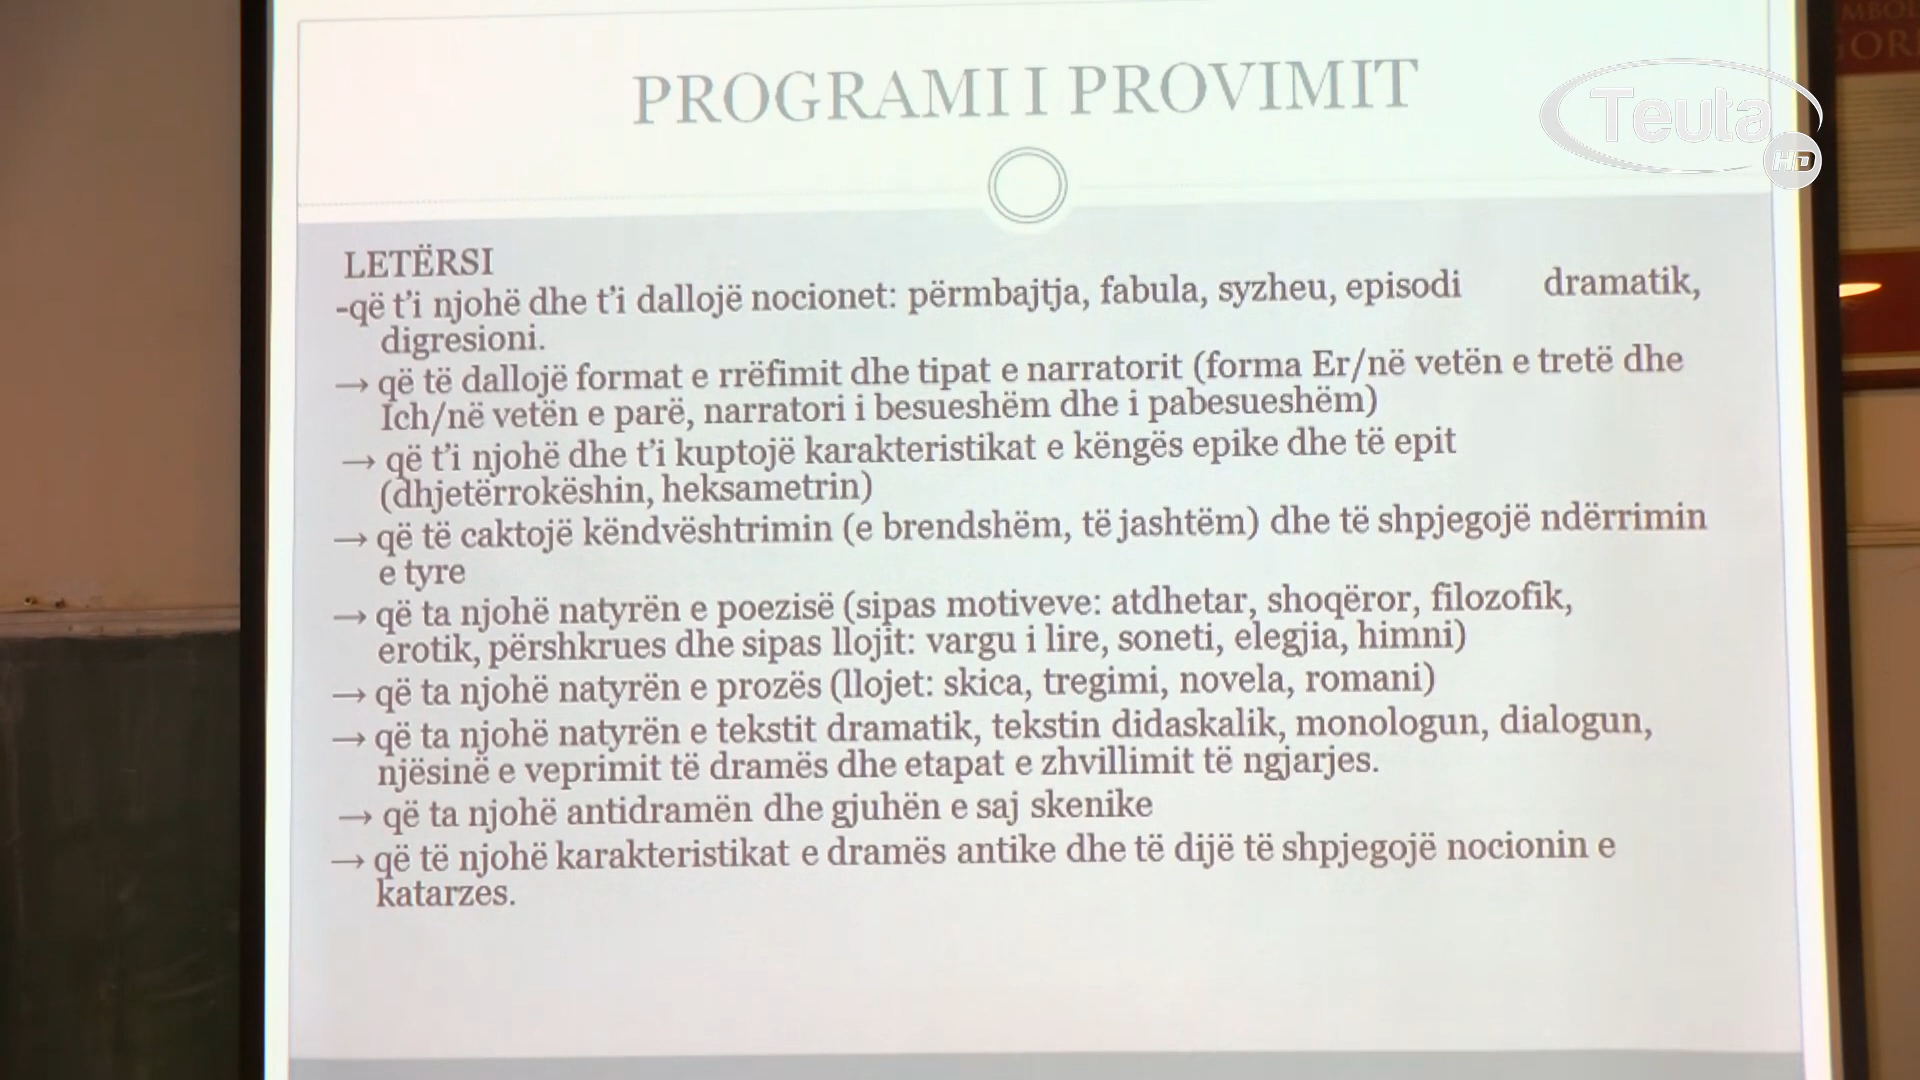 PROGRAMI I PROVIMIT
Teuta
HD
MBOL
GOR
LETËRSI
-që t'i njohë dhe t'i dallojë nocionet: përmbajtja, fabula, syzheu, episodi dramatik,
digresioni.
→ që të dallojë format e rrëfimit dhe tipat e narratorit (forma Er/në vetën e tretë dhe
Ich/në vetën e parë, narratori i besueshëm dhe i pabesueshëm)
→ që t'i njohë dhe t'i kuptojë karakteristikat e këngës epike dhe të epit
(dhjetërrokëshin, heksametrin)
→ që të caktojë këndvështrimin (e brendshëm, të jashtëm) dhe të shpjegojë ndërrimin
e tyre
→ që ta njohë natyrën e poezisë (sipas motiveve: atdhetar, shoqëror, filozofik,
erotik, përshkrues dhe sipas llojit: vargu i lire, soneti, elegjia, himni)
→ që ta njohë natyrën e prozës (llojet: skica, tregimi, novela, romani)
→ që ta njohë natyrën e tekstit dramatik, tekstin didaskalik, monologun, dialogun,
njësinë e veprimit të dramës dhe etapat e zhvillimit të ngjarjes.
→ që ta njohë antidramën dhe gjuhën e saj skenike
→ që të njohë karakteristikat e dramës antike dhe të dijë të shpjegojë nocionin e
katarzes.